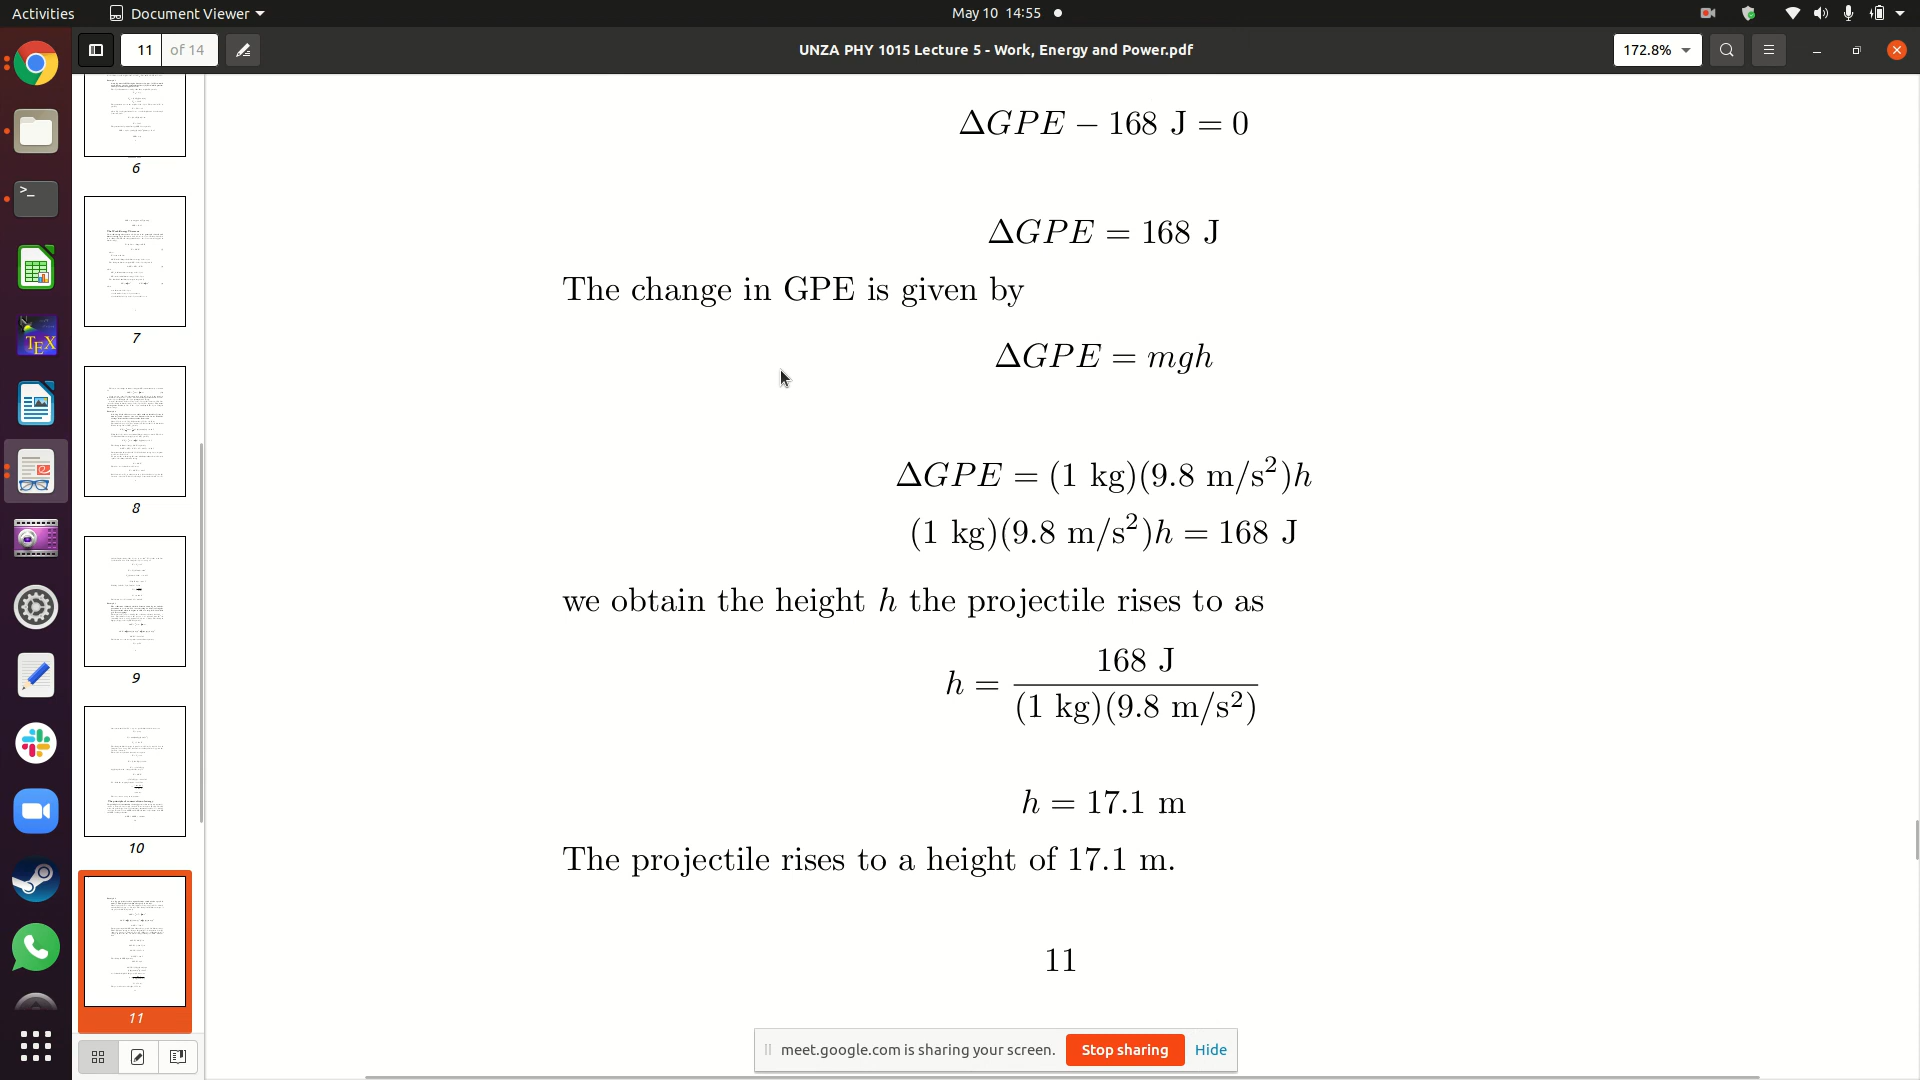 Activities
Document Viewer
May 10 14:55
11 of 14
UNZA PHY 1015 Lecture 5 - Work, Energy and Power.pdf
172.8%
6
7
8
9
10
11
ΔGPE − 168 J = 0
ΔGPE = 168 J
The change in GPE is given by
ΔGPE = mgh
ΔGPE = (1 kg)(9.8 m/s²)h
(1 kg)(9.8 m/s²)h = 168 J
we obtain the height h the projectile rises to as
h = 168 J / (1 kg)(9.8 m/s²)
h = 17.1 m
The projectile rises to a height of 17.1 m.
11
meet.google.com is sharing your screen.
Stop sharing
Hide